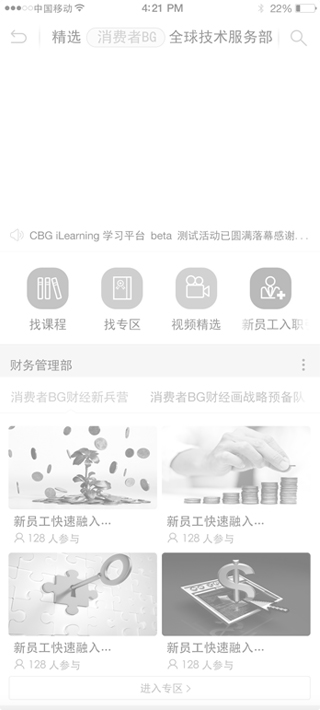 中国移动 4:21 PM 22%
精选 消费者BG 全球技术服务部
CBG iLearning 学习平台 beta 测试活动已圆满落幕感谢...
找课程 找专区 视频精选 新员工入职
财务管理部
消费者BG财经新兵营 消费者BG财经画战略预备队
新员工快速融入... 新员工快速融入...
128 人参与 128 人参与
新员工快速融入... 新员工快速融入...
128 人参与 128 人参与
进入专区 >